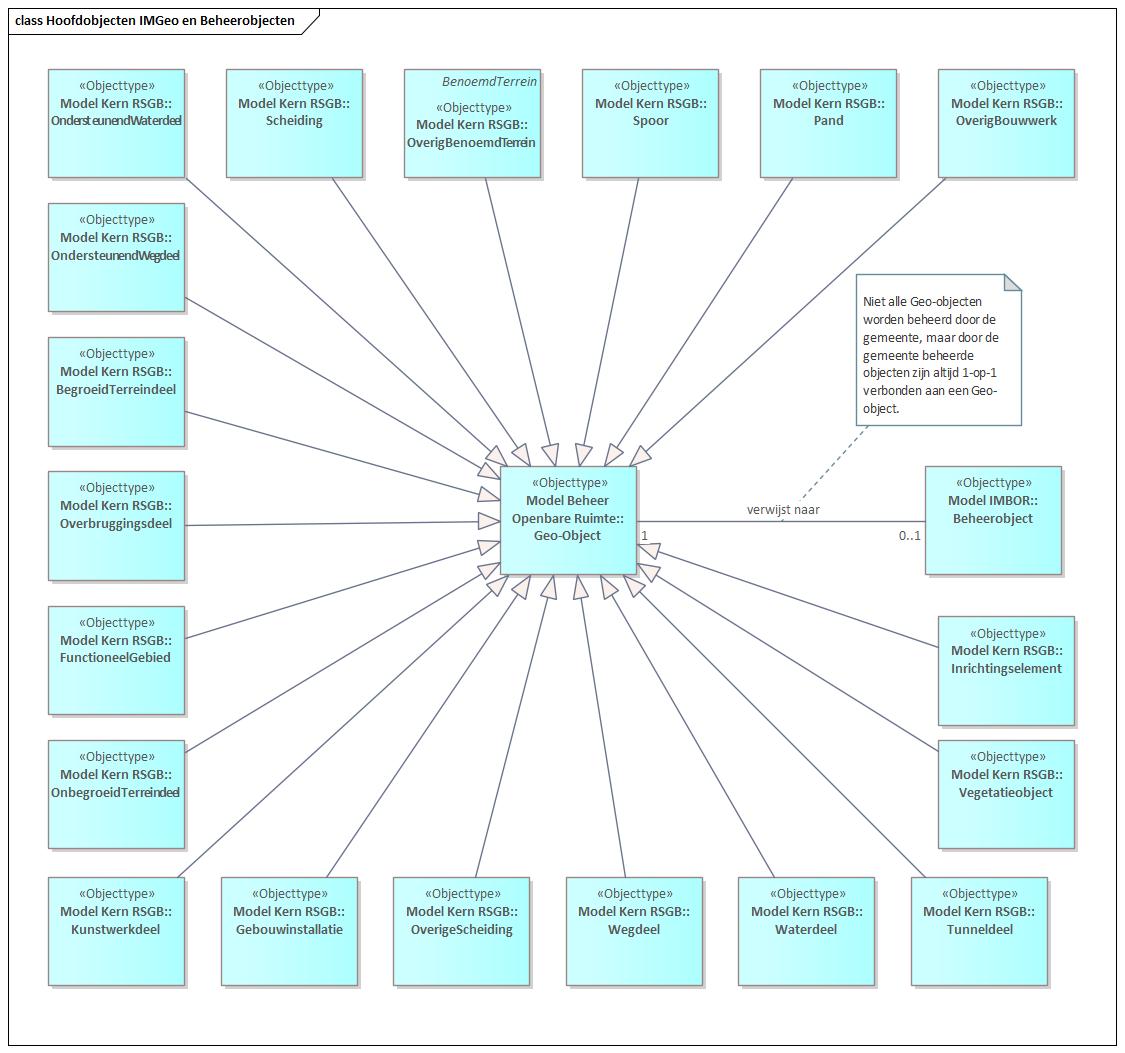 class Hoofdobjecten IMGeo en Beheerobjecten
«Objecttype»
Model Kern RSGB::
OndersteunendWaterdeel
«Objecttype»
Model Kern RSGB::
Scheiding
BenoemdTerrein
«Objecttype»
Model Kern RSGB::
OverigBenoemdTerrein
«Objecttype»
Model Kern RSGB::
Spoor
«Objecttype»
Model Kern RSGB::
Pand
«Objecttype»
Model Kern RSGB::
OverigBouwwerk
«Objecttype»
Model Kern RSGB::
OndersteunendWegdeel
Niet alle Geo-objecten
worden beheerd door de
gemeente, maar door de
gemeente beheerde
objecten zijn altijd 1-op-1
verbonden aan een Geo-
object.
«Objecttype»
Model Kern RSGB::
BegroeidTerreindeel
«Objecttype»
Model Kern RSGB::
Overbruggingsdeel
«Objecttype»
Model Beheer
Openbare Ruimte::
Geo-Object
verwijst naar
1
0..1
«Objecttype»
Model IMBOR::
Beheerobject
«Objecttype»
Model Kern RSGB::
FunctioneelGebied
«Objecttype»
Model Kern RSGB::
Inrichtingselement
«Objecttype»
Model Kern RSGB::
OnbegroeidTerreindeel
«Objecttype»
Model Kern RSGB::
Vegetatieobject
«Objecttype»
Model Kern RSGB::
Kunstwerkdeel
«Objecttype»
Model Kern RSGB::
Gebouwinstallatie
«Objecttype»
Model Kern RSGB::
OverigeScheiding
«Objecttype»
Model Kern RSGB::
Wegdeel
«Objecttype»
Model Kern RSGB::
Waterdeel
«Objecttype»
Model Kern RSGB::
Tunneldeel